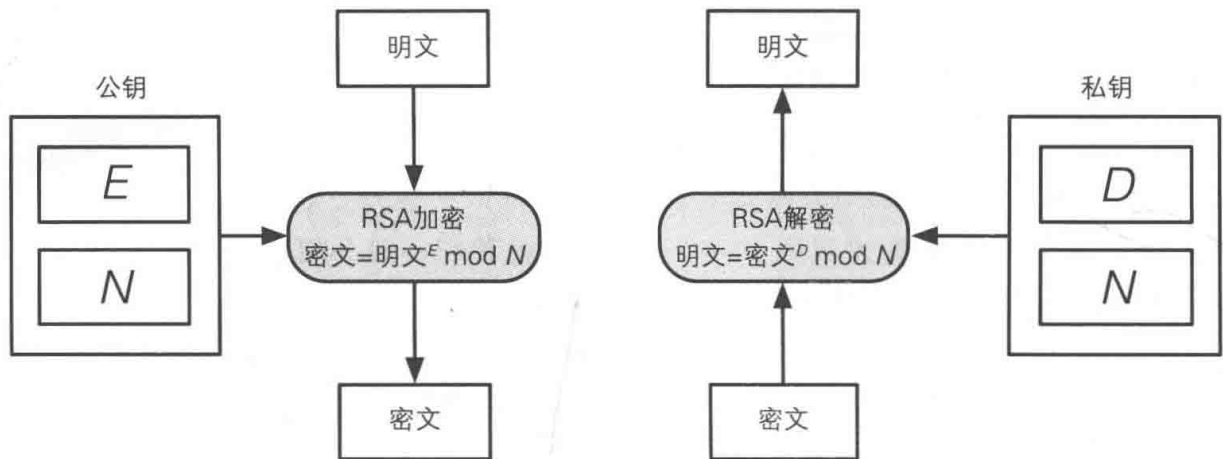 明文
公钥
E
N
RSA加密
密文=明文^E mod N
密文
明文
私钥
D
N
RSA解密
明文=密文^D mod N
密文